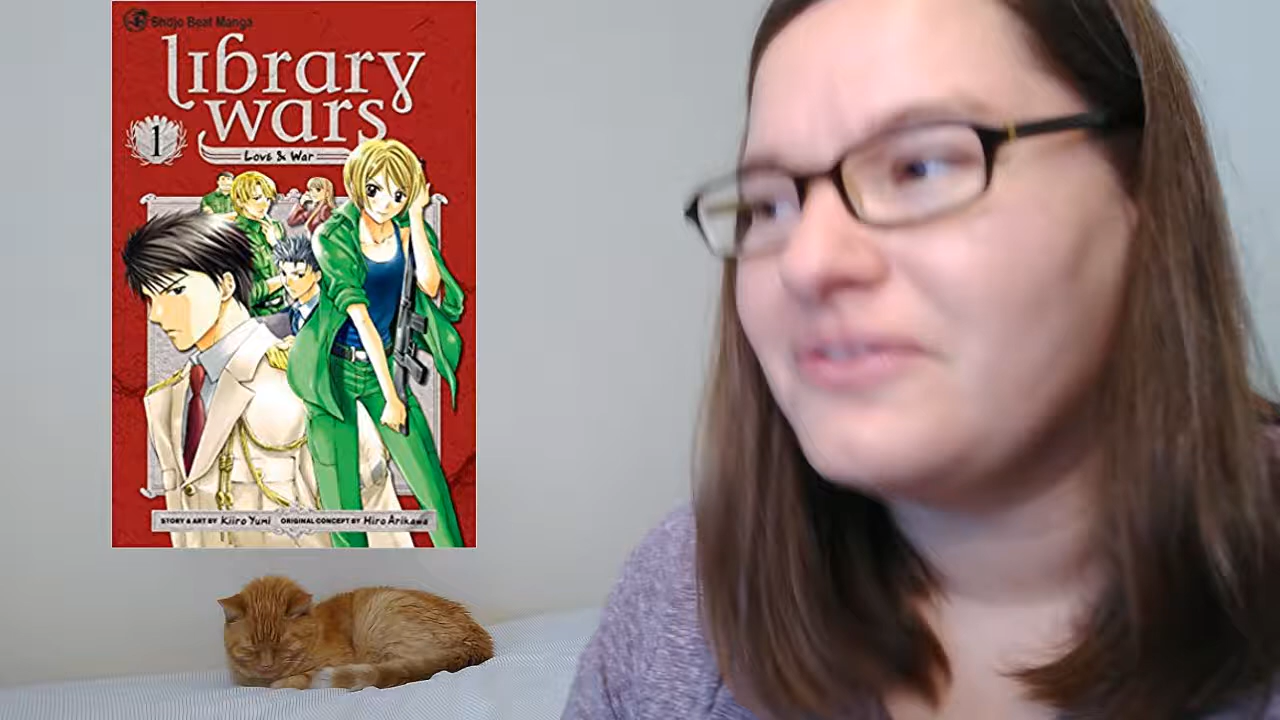 Shojo Beat Manga
library
wars
1
Love & War
STORY & ART BY Kiiro Yumi ORIGINAL CONCEPT BY Hiro Arikawa